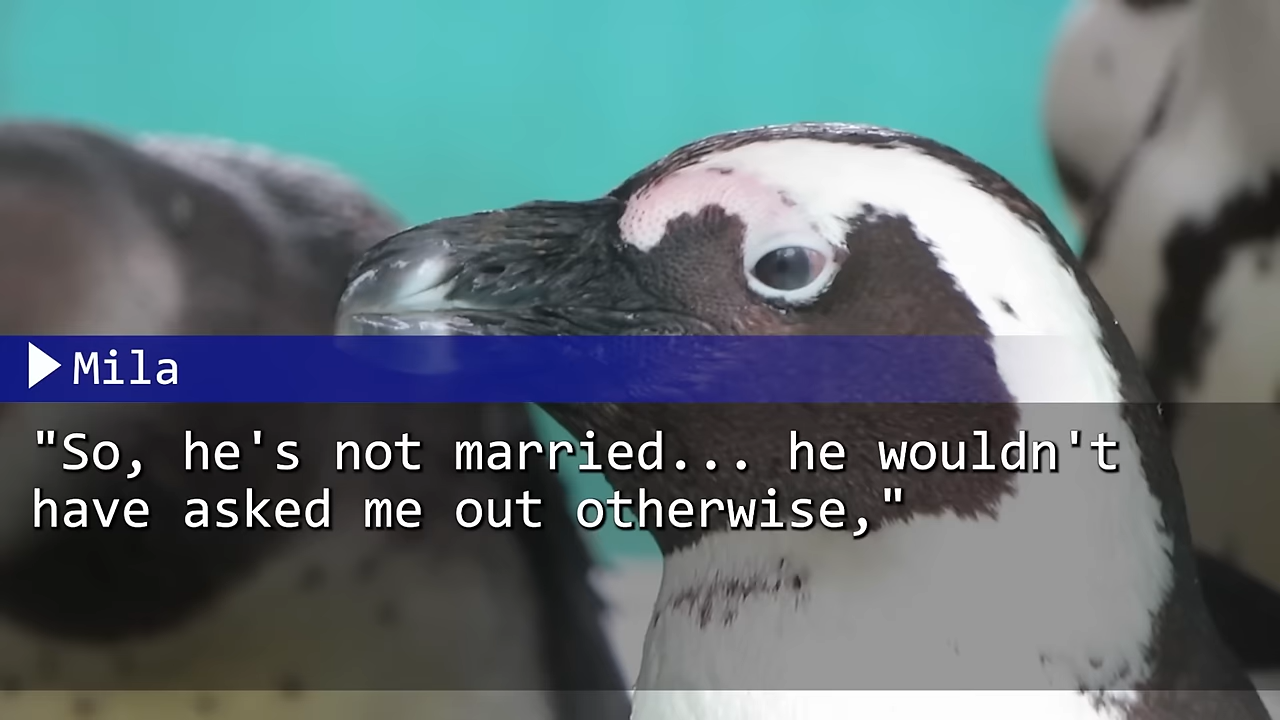 Mila
"So, he's not married... he wouldn't
have asked me out otherwise,"